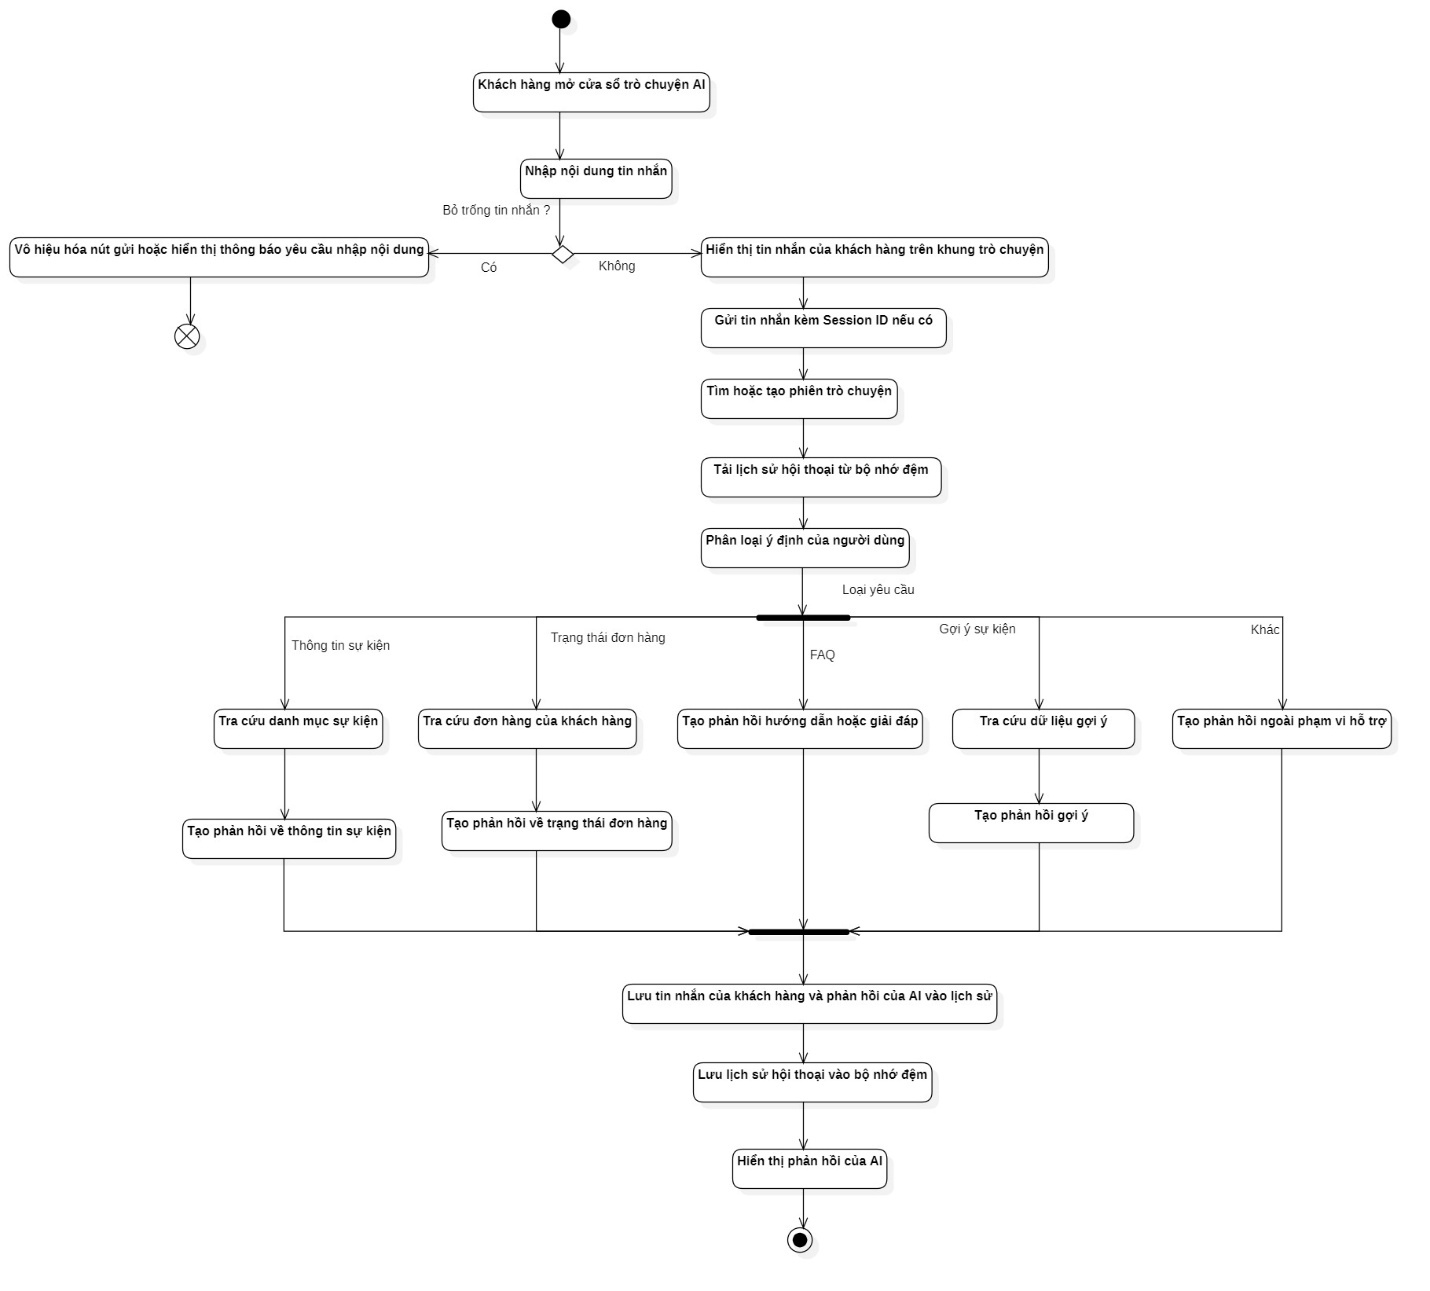 Khách hàng mở cửa sổ trò chuyện AI
Nhập nội dung tin nhắn
Bỏ trống tin nhắn ?
Vô hiệu hóa nút gửi hoặc hiển thị thông báo yêu cầu nhập nội dung
Có
Không
Hiển thị tin nhắn của khách hàng trên khung trò chuyện
Gửi tin nhắn kèm Session ID nếu có
Tìm hoặc tạo phiên trò chuyện
Tải lịch sử hội thoại từ bộ nhớ đệm
Phân loại ý định của người dùng
Loại yêu cầu
Thông tin sự kiện
Trạng thái đơn hàng
FAQ
Gợi ý sự kiện
Khác
Tra cứu danh mục sự kiện
Tra cứu đơn hàng của khách hàng
Tạo phản hồi hướng dẫn hoặc giải đáp
Tra cứu dữ liệu gợi ý
Tạo phản hồi ngoài phạm vi hỗ trợ
Tạo phản hồi về thông tin sự kiện
Tạo phản hồi về trạng thái đơn hàng
Tạo phản hồi gợi ý
Lưu tin nhắn của khách hàng và phản hồi của AI vào lịch sử
Lưu lịch sử hội thoại vào bộ nhớ đệm
Hiển thị phản hồi của AI